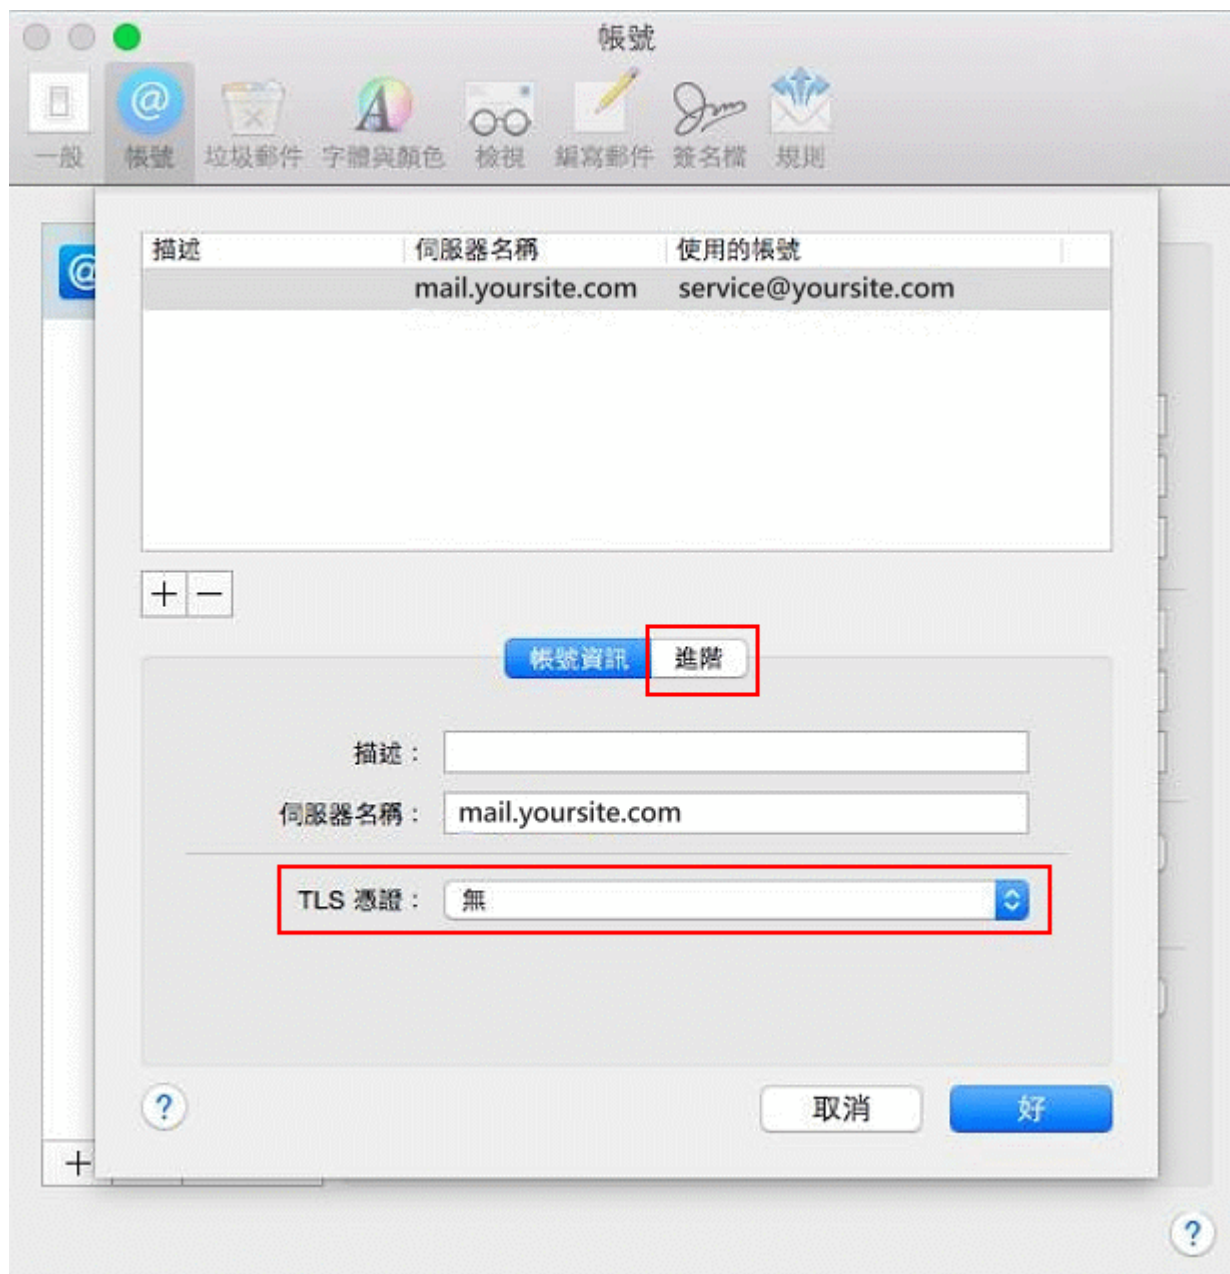 帳號
一般 帳號 垃圾郵件 字體與顏色 檢視 編寫郵件 簽名檔 規則
描述 伺服器名稱 使用的帳號
mail.yoursite.com service@yoursite.com
帳號資訊 進階
描述：
伺服器名稱： mail.yoursite.com
TLS 憑證： 無
取消 好